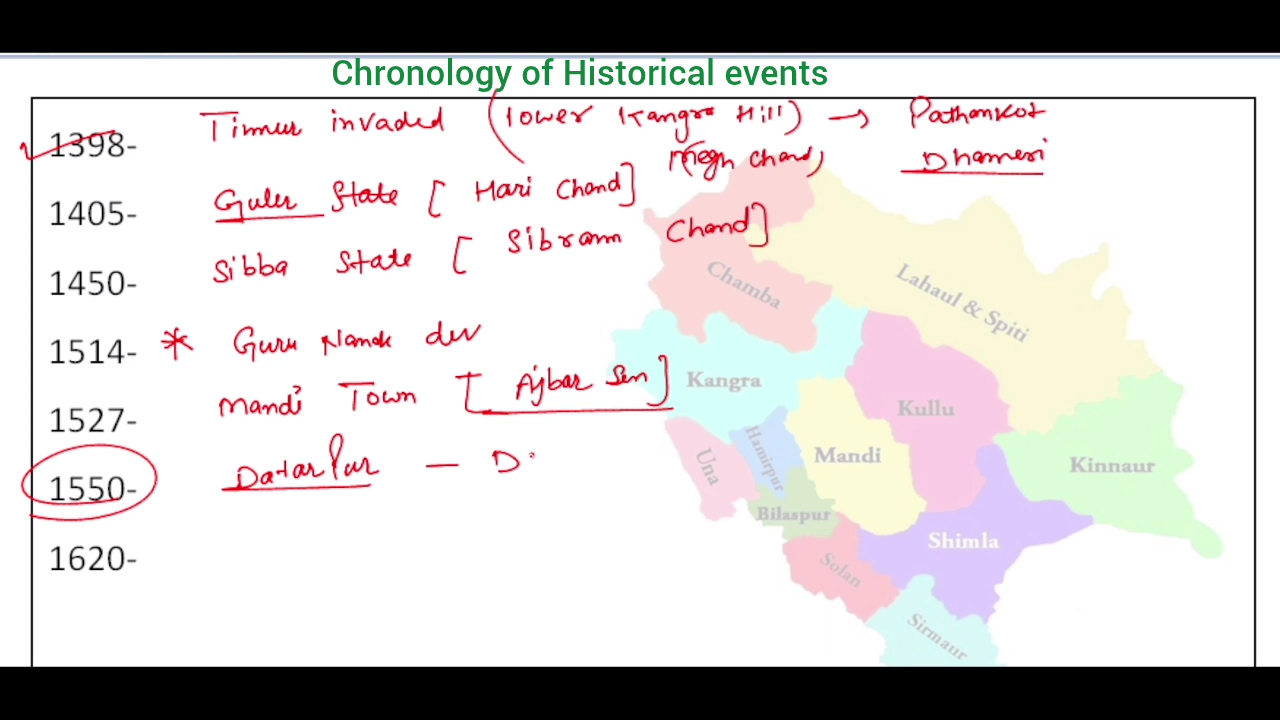 Chronology of Historical events
1398- Timur invaded (lower Kangra Hill) → Pathankot
Megh Chand Dhameri
1405- Guler State [Hari Chand]
1450- Sibba State [Sibram Chand]
1514- * Guru Nanak dev
1527- Mandi Town [Ajbar Sen]
1550- Datarpur — D
1620-
Chamba
Lahaul & Spiti
Kangra
Kullu
Una
Hamirpur
Mandi
Kinnaur
Bilaspur
Shimla
Solan
Sirmaur